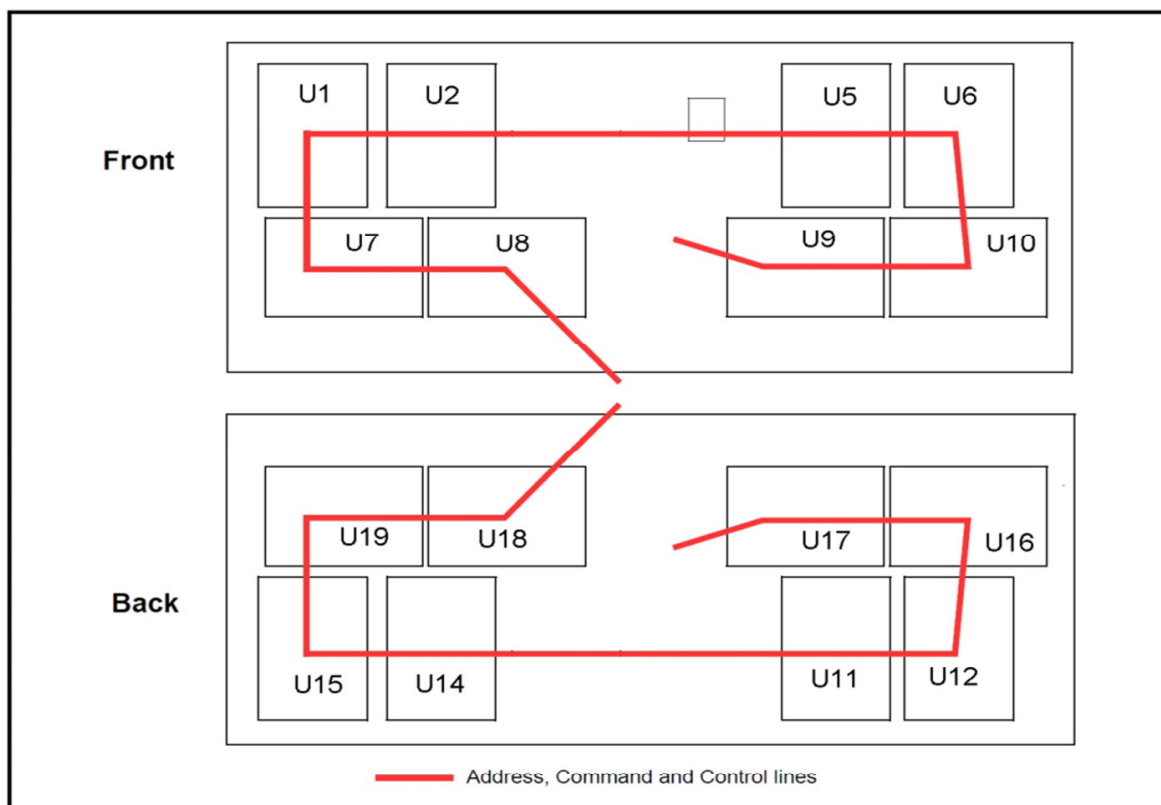 U1
U2
U5
U6
Front
U7
U8
U9
U10
U19
U18
U17
U16
Back
U15
U14
U11
U12
Address, Command and Control lines